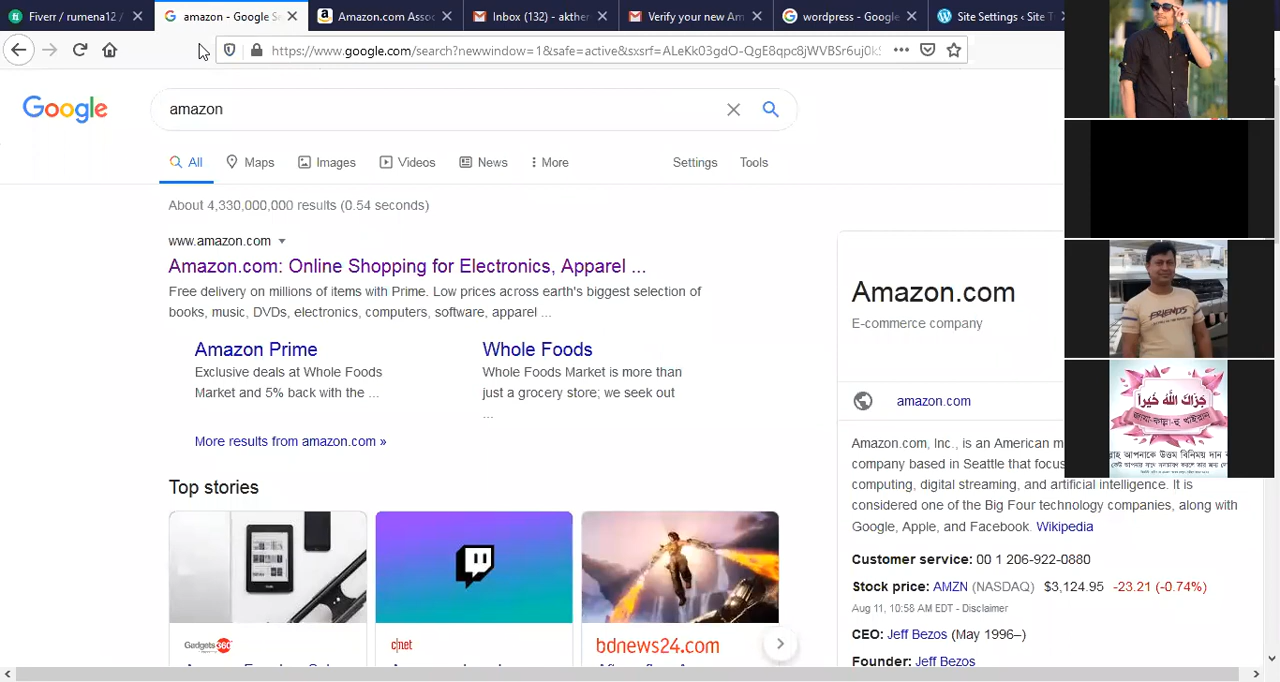 Fiverr / rumena12 /
amazon - Google S
Amazon.com Assoc
Inbox (132) - akther
Verify your new Am
wordpress - Google
Site Settings ‹ Site T
https://www.google.com/search?newwindow=1&safe=active&sxsrf=ALeKk03gdO-QgE8qpc8jWVBSr6uj0k
Google
amazon
All
Maps
Images
Videos
News
More
Settings
Tools
About 4,330,000,000 results (0.54 seconds)
www.amazon.com
Amazon.com: Online Shopping for Electronics, Apparel ...
Free delivery on millions of items with Prime. Low prices across earth's biggest selection of
books, music, DVDs, electronics, computers, software, apparel ...
Amazon Prime
Exclusive deals at Whole Foods
Market and 5% back with the ...
Whole Foods
Whole Foods Market is more than
just a grocery store; we seek out
...
More results from amazon.com »
Top stories
Gadgets360
c|net
bdnews24.com
Amazon.com
E-commerce company
amazon.com
Amazon.com, Inc., is an American m
company based in Seattle that focus
computing, digital streaming, and artificial intelligence. It is
considered one of the Big Four technology companies, along with
Google, Apple, and Facebook. Wikipedia
Customer service: 00 1 206-922-0880
Stock price: AMZN (NASDAQ) $3,124.95 -23.21 (-0.74%)
Aug 11, 10:58 AM EDT - Disclaimer
CEO: Jeff Bezos (May 1996–)
Founder: Jeff Bezos
FRIENDS
جَزَاكَ اللَّهُ خَيْراً
জাযা-কাল্লা-হু খাইরান
ল্লাহ আপনাকে উত্তম বিনিময় দান ক